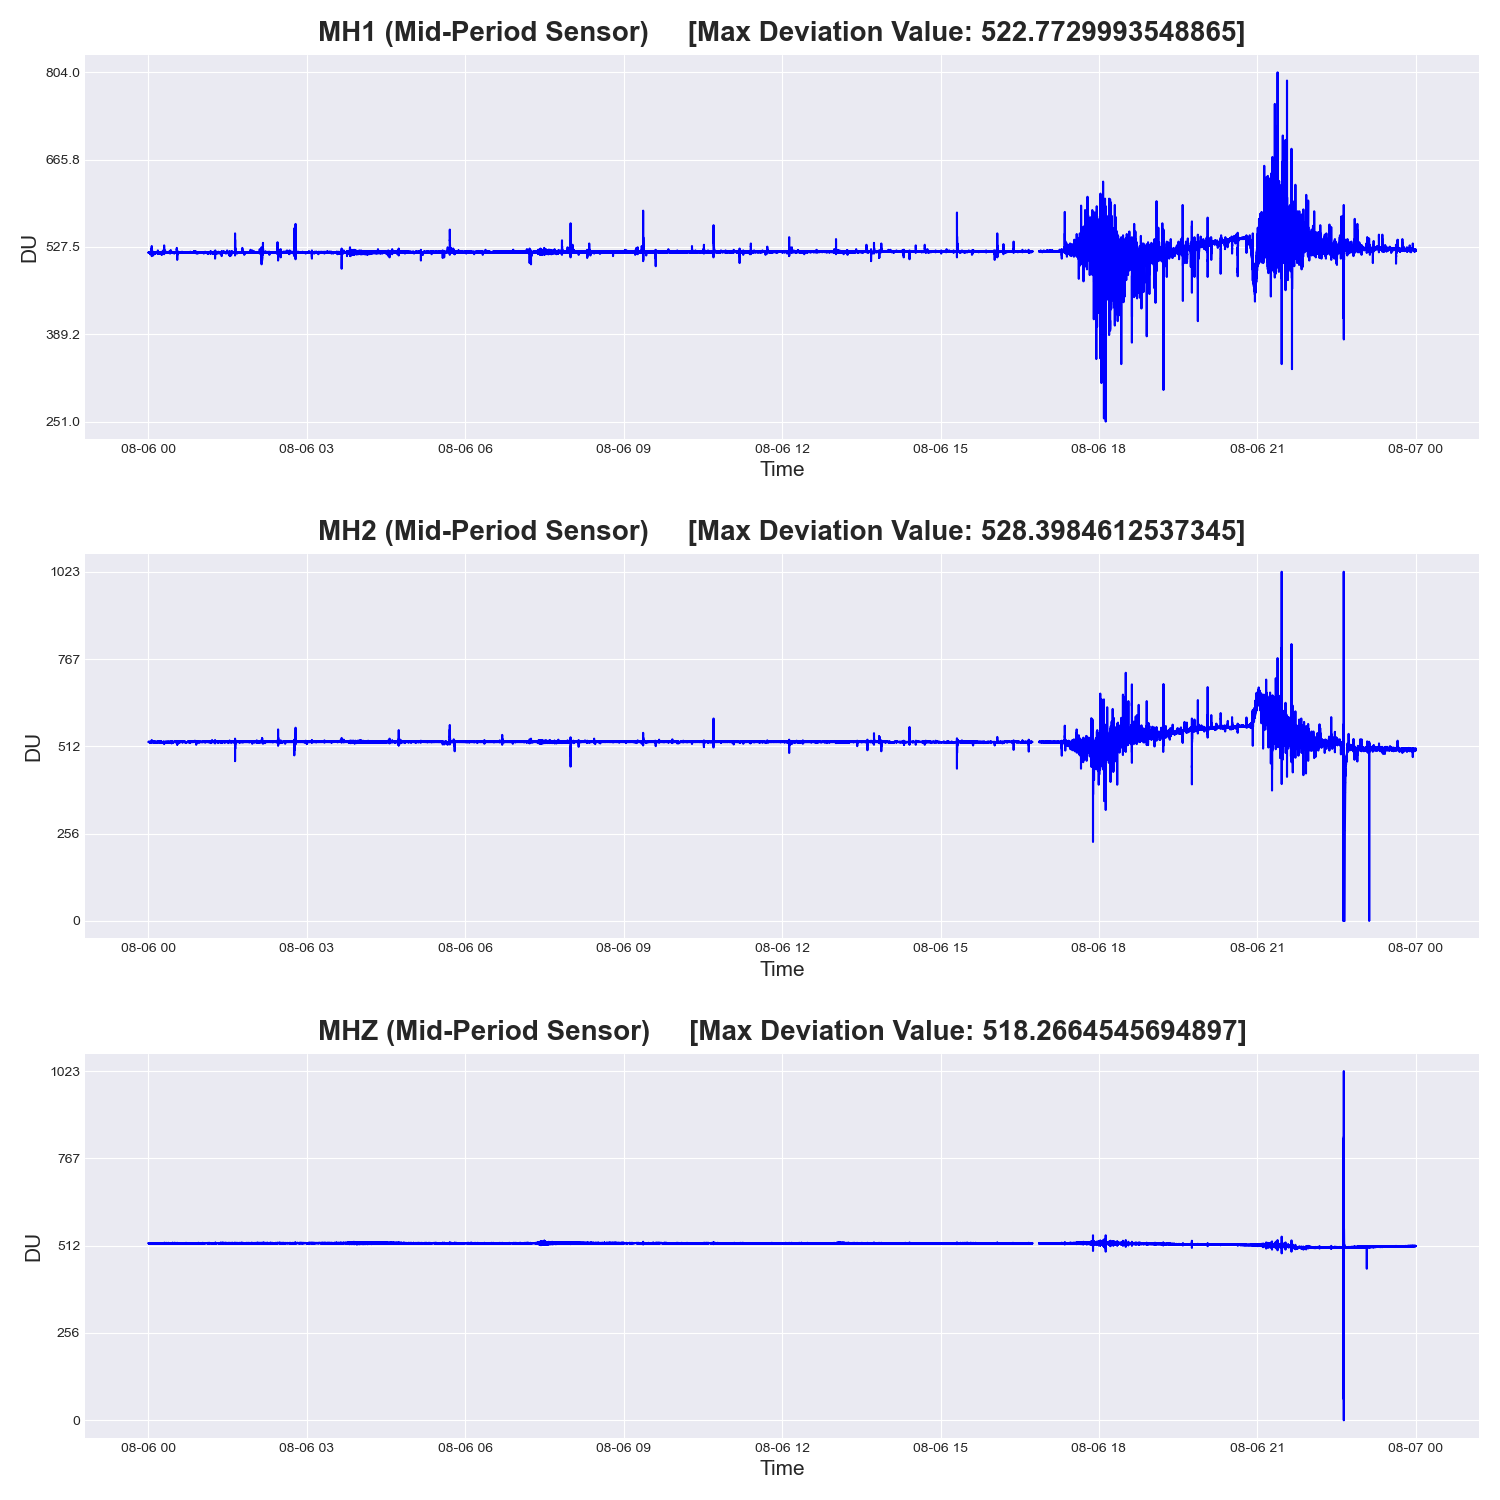 MH1 (Mid-Period Sensor) [Max Deviation Value: 522.7729993548865]
804.0
665.8
527.5
389.2
251.0
DU
08-06 00 08-06 03 08-06 06 08-06 09 08-06 12 08-06 15 08-06 18 08-06 21 08-07 00
Time
MH2 (Mid-Period Sensor) [Max Deviation Value: 528.3984612537345]
1023
767
512
256
0
DU
08-06 00 08-06 03 08-06 06 08-06 09 08-06 12 08-06 15 08-06 18 08-06 21 08-07 00
Time
MHZ (Mid-Period Sensor) [Max Deviation Value: 518.2664545694897]
1023
767
512
256
0
DU
08-06 00 08-06 03 08-06 06 08-06 09 08-06 12 08-06 15 08-06 18 08-06 21 08-07 00
Time